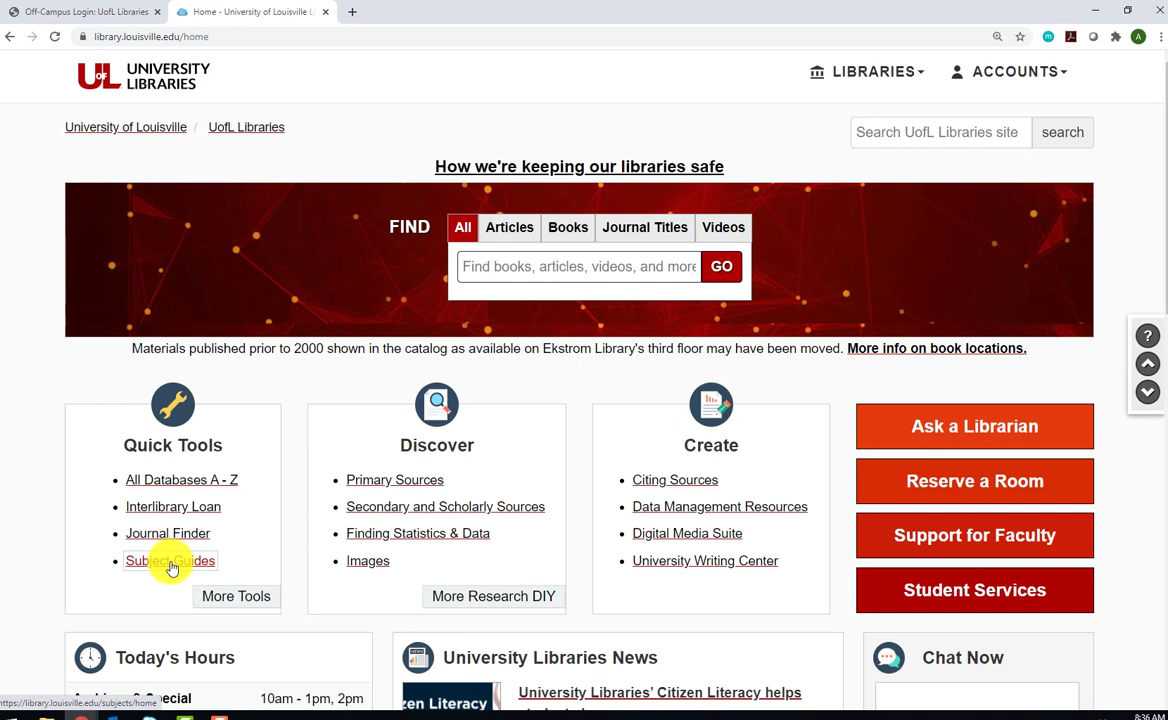 Off-Campus Login: UofL Libraries
Home - University of Louisville Li
library.louisville.edu/home
A
UofL UNIVERSITY
LIBRARIES
LIBRARIES
ACCOUNTS
University of Louisville / UofL Libraries
Search UofL Libraries site
search
How we're keeping our libraries safe
FIND
All
Articles
Books
Journal Titles
Videos
Find books, articles, videos, and more
GO
Materials published prior to 2000 shown in the catalog as available on Ekstrom Library's third floor may have been moved. More info on book locations.
?
Quick Tools
All Databases A - Z
Interlibrary Loan
Journal Finder
Subject Guides
More Tools
Discover
Primary Sources
Secondary and Scholarly Sources
Finding Statistics & Data
Images
More Research DIY
Create
Citing Sources
Data Management Resources
Digital Media Suite
University Writing Center
Ask a Librarian
Reserve a Room
Support for Faculty
Student Services
Today's Hours
10am - 1pm, 2pm
University Libraries News
zen Literacy
University Libraries' Citizen Literacy helps
Chat Now
https://library.louisville.edu/subjects/home
8:36 AM